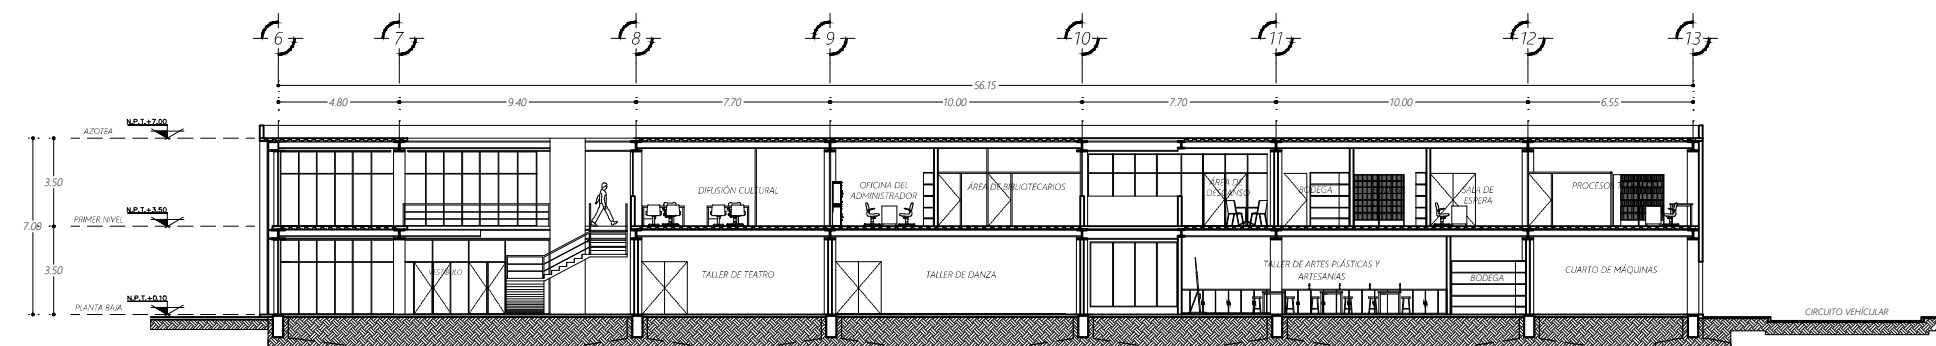 6 7 8 9 10 11 12 13
56.15
4.80 9.40 7.70 10.00 7.70 10.00 6.55
N.P.T.+7.00
AZOTEA
3.50
DIFUSIÓN CULTURAL
OFICINA DEL
ADMINISTRADOR
ÁREA DE BIBLIOTECARIOS
ÁREA DE
DESCANSO
BODEGA
SALA DE
ESPERA
PROCESOS
N.P.T.+3.50
PRIMER NIVEL
7.00
3.50
VESTÍBULO
TALLER DE TEATRO
TALLER DE DANZA
TALLER DE ARTES PLÁSTICAS Y
ARTESANÍAS
BODEGA
CUARTO DE MÁQUINAS
N.P.T.+0.10
PLANTA BAJA
CIRCUITO VEHÍCULAR